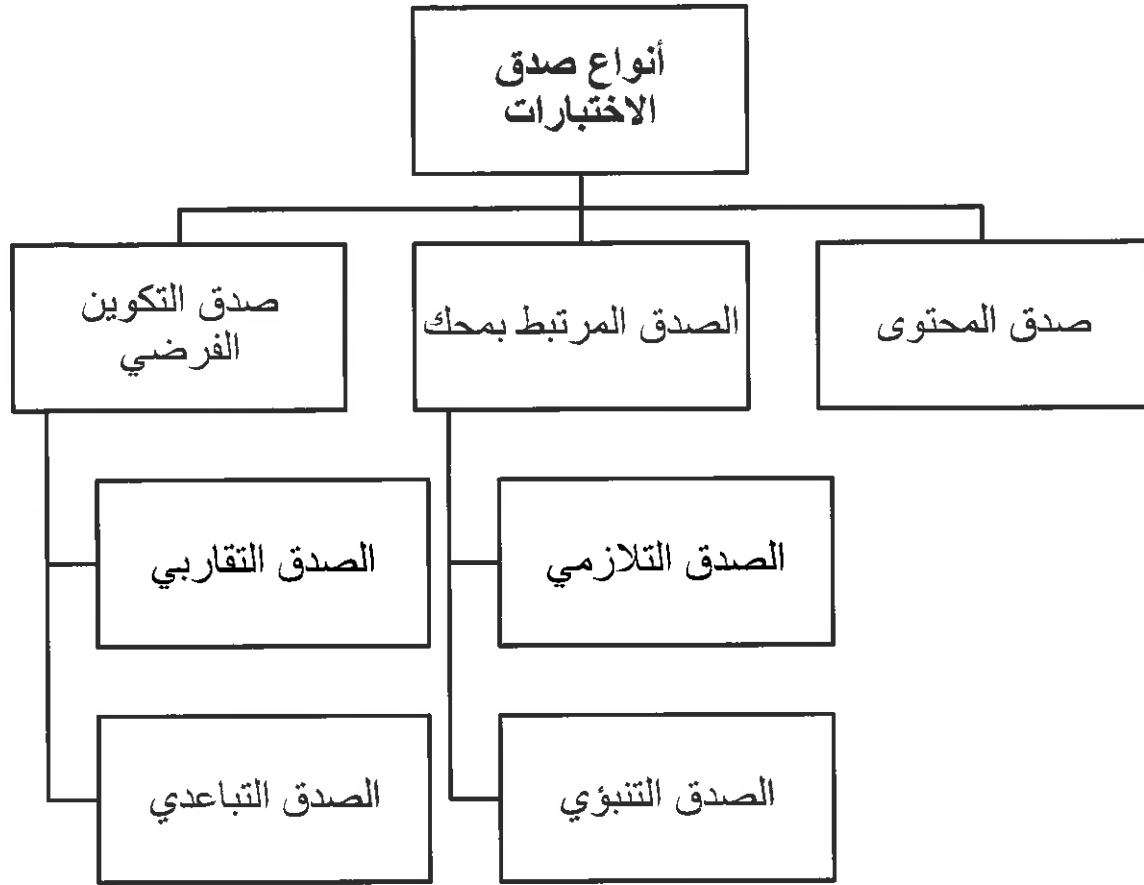 أنواع صدق
الاختبارات
صدق المحتوى
الصدق المرتبط بمحك
صدق التكوين
الفرضي
الصدق التلازمي
الصدق التقاربي
الصدق التنبؤي
الصدق التباعدي